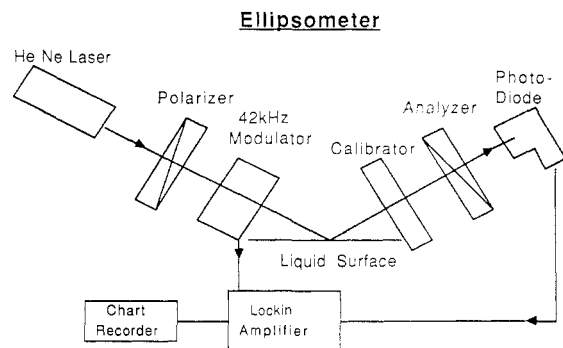 Ellipsometer
He Ne Laser
Polarizer
42kHz
Modulator
Calibrator
Analyzer
Photo-
Diode
Liquid Surface
Chart
Recorder
Lockin
Amplifier